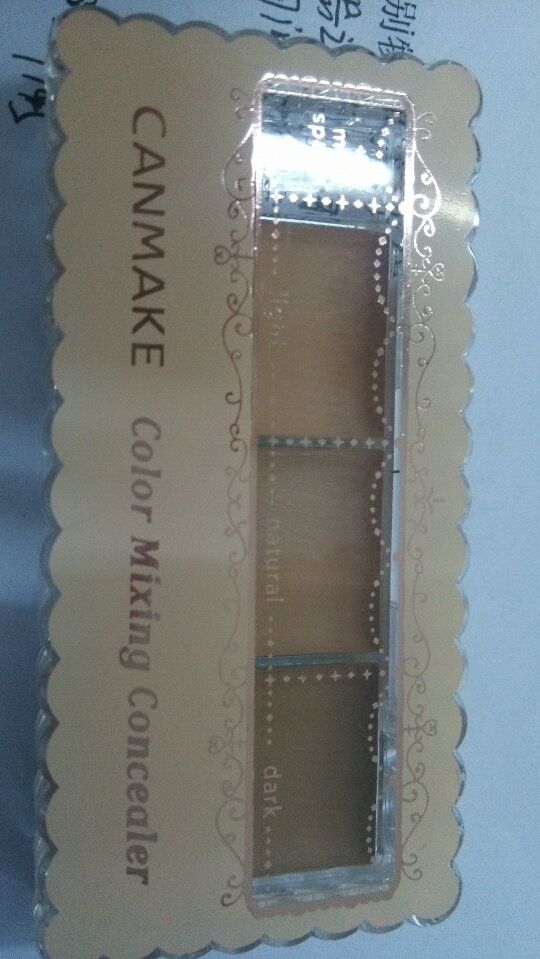 CANMAKE Color Mixing Concealer
light
natural
dark